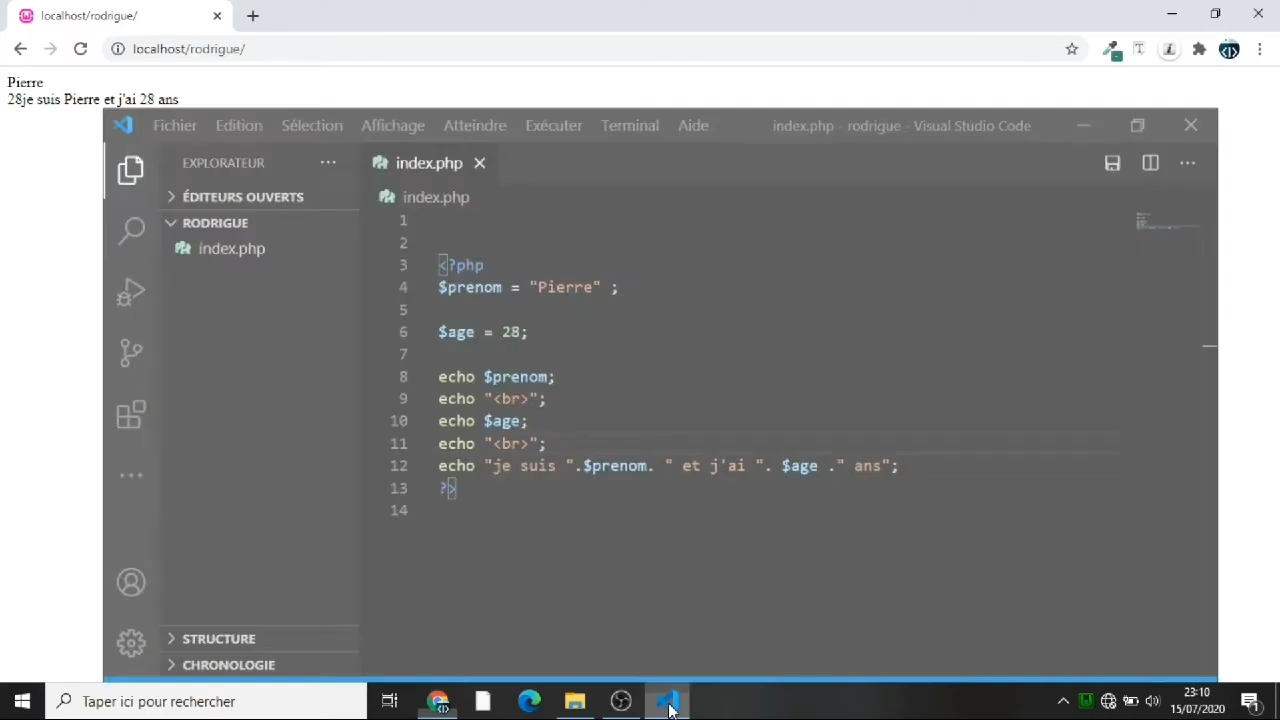 localhost/rodrigue/
localhost/rodrigue/
Pierre
28je suis Pierre et j'ai 28 ans
Fichier Edition Sélection Affichage Atteindre Exécuter Terminal Aide index.php - rodrigue - Visual Studio Code
EXPLORATEUR
index.php
ÉDITEURS OUVERTS
index.php
RODRIGUE
index.php
1
2
3 <?php
4 $prenom = "Pierre" ;
5
6 $age = 28;
7
8 echo $prenom;
9 echo "<br>";
10 echo $age;
11 echo "<br>";
12 echo "je suis ".$prenom. " et j'ai ". $age ." ans";
13 ?>
14
STRUCTURE
CHRONOLOGIE
Taper ici pour rechercher
23:10
15/07/2020
1